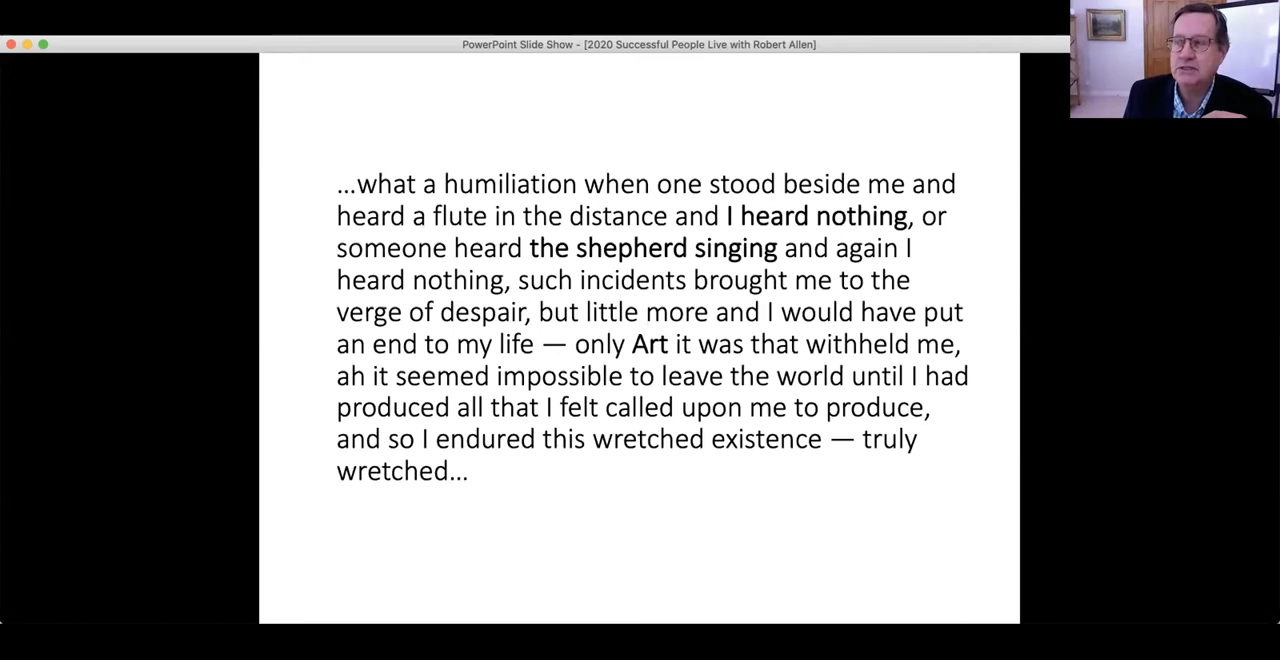 PowerPoint Slide Show - [2020 Successful People Live with Robert Allen]
...what a humiliation when one stood beside me and
heard a flute in the distance and I heard nothing, or
someone heard the shepherd singing and again I
heard nothing, such incidents brought me to the
verge of despair, but little more and I would have put
an end to my life — only Art it was that withheld me,
ah it seemed impossible to leave the world until I had
produced all that I felt called upon me to produce,
and so I endured this wretched existence — truly
wretched...